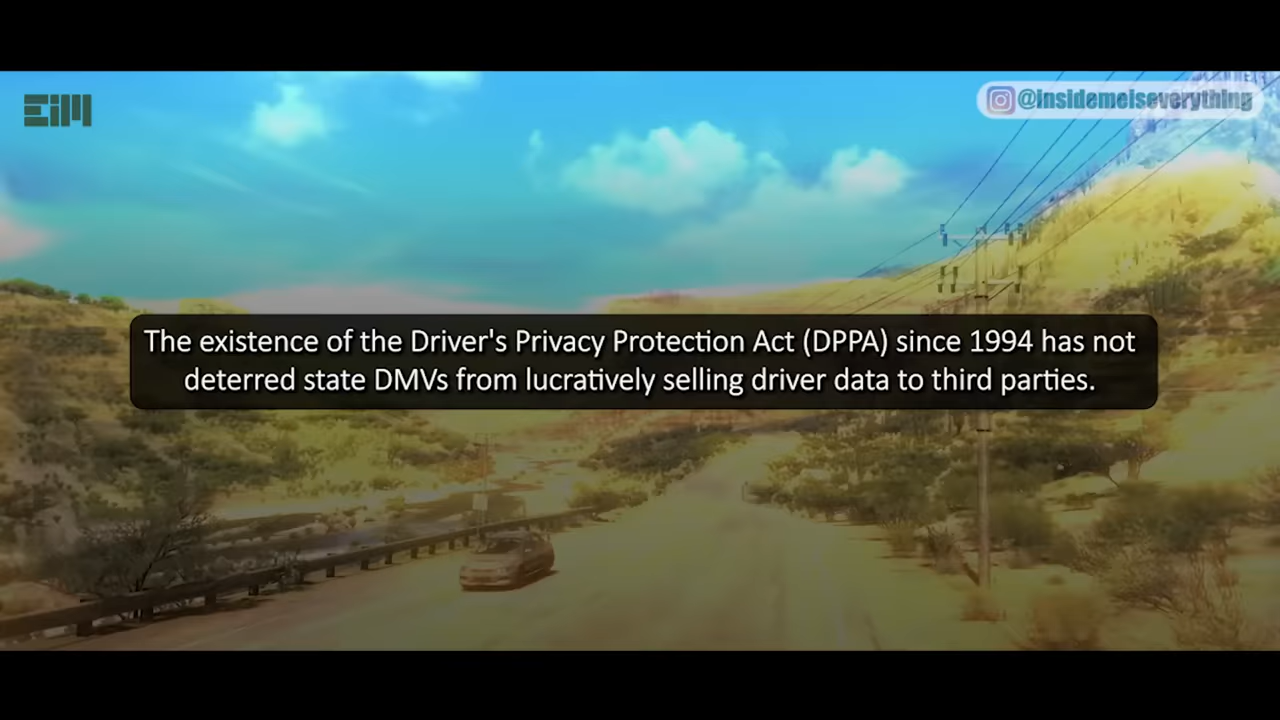 EiM
@insidemeiseverything
The existence of the Driver's Privacy Protection Act (DPPA) since 1994 has not
deterred state DMVs from lucratively selling driver data to third parties.